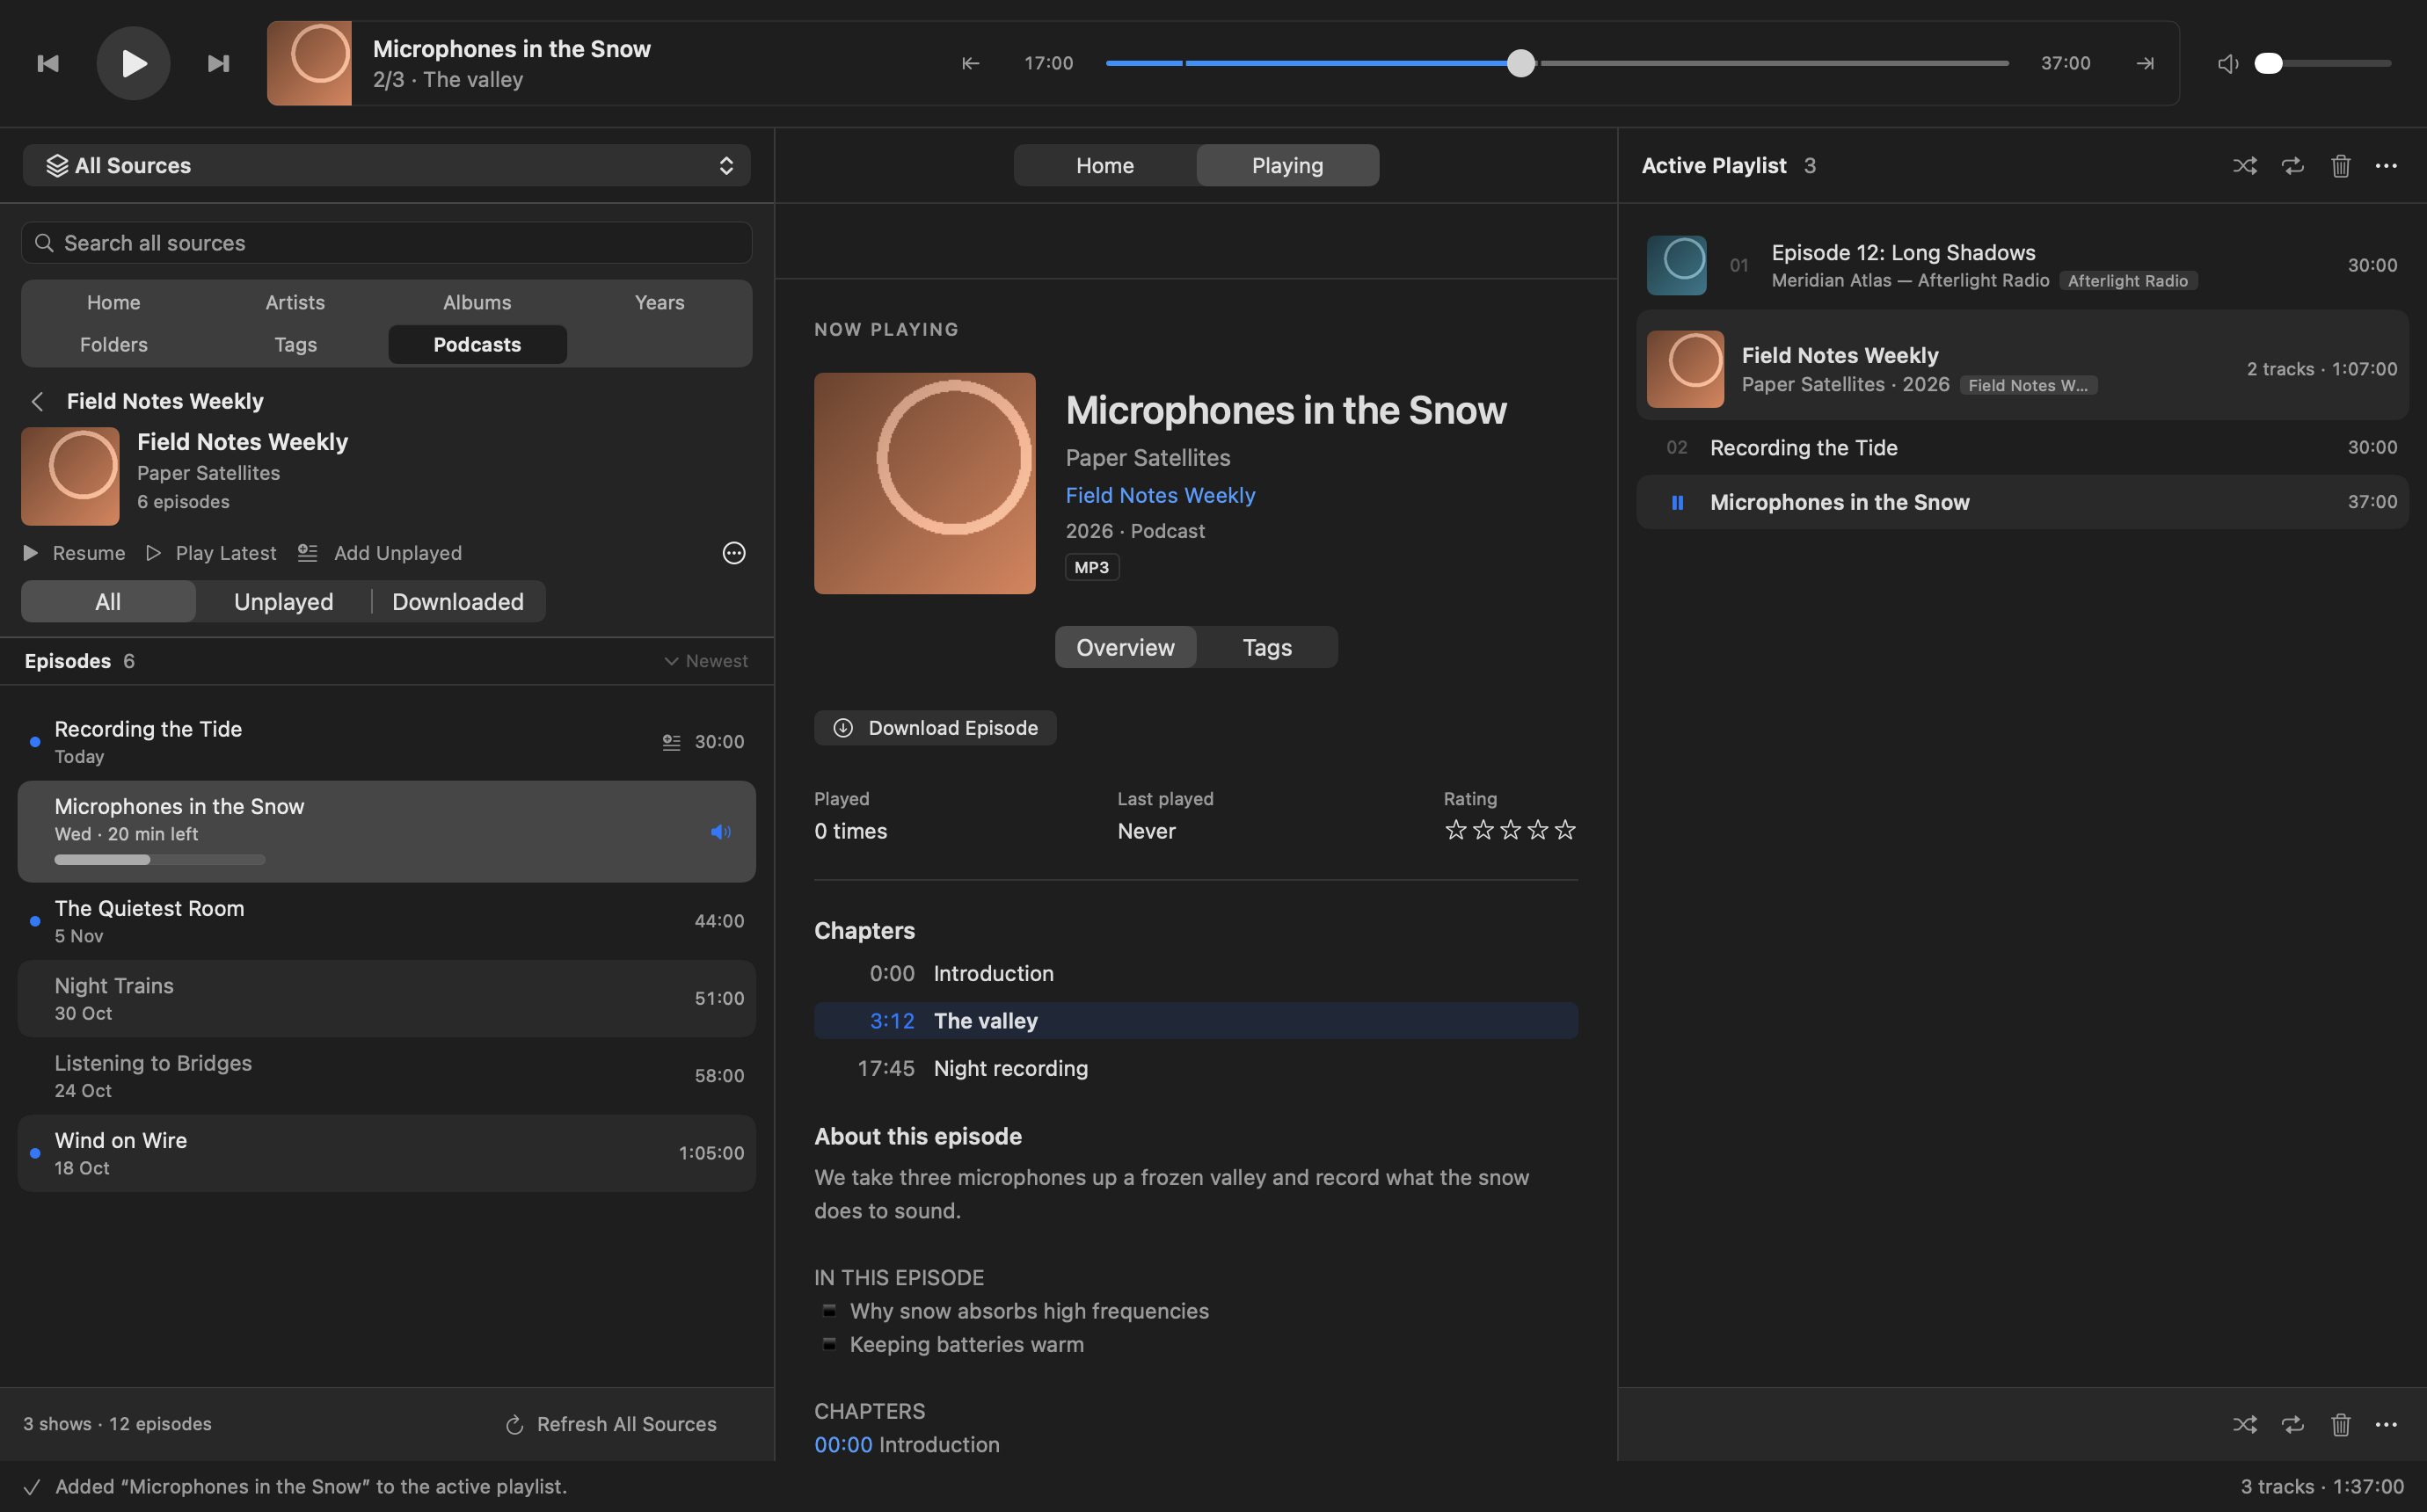 Microphones in the Snow
2/3 · The valley
17:00
37:00
All Sources
Search all sources
Home
Artists
Albums
Years
Folders
Tags
Podcasts
Field Notes Weekly
Field Notes Weekly
Paper Satellites
6 episodes
Resume
Play Latest
Add Unplayed
All
Unplayed
Downloaded
Episodes 6
Newest
Recording the Tide
Today
30:00
Microphones in the Snow
Wed · 20 min left
The Quietest Room
5 Nov
44:00
Night Trains
30 Oct
51:00
Listening to Bridges
24 Oct
58:00
Wind on Wire
18 Oct
1:05:00
3 shows · 12 episodes
Refresh All Sources
Home
Playing
NOW PLAYING
Microphones in the Snow
Paper Satellites
Field Notes Weekly
2026 · Podcast
MP3
Overview
Tags
Download Episode
Played
0 times
Last played
Never
Rating
Chapters
0:00 Introduction
3:12 The valley
17:45 Night recording
About this episode
We take three microphones up a frozen valley and record what the snow
does to sound.
IN THIS EPISODE
Why snow absorbs high frequencies
Keeping batteries warm
CHAPTERS
00:00 Introduction
Active Playlist 3
01
Episode 12: Long Shadows
Meridian Atlas — Afterlight Radio
Afterlight Radio
30:00
Field Notes Weekly
Paper Satellites · 2026
Field Notes W...
2 tracks · 1:07:00
02 Recording the Tide
30:00
Microphones in the Snow
37:00
Added “Microphones in the Snow” to the active playlist.
3 tracks · 1:37:00